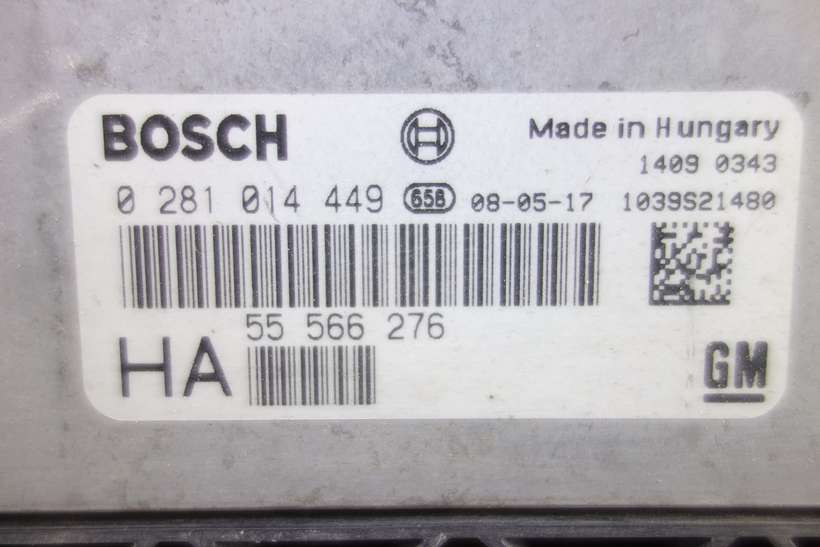 BOSCH
Made in Hungary
1409 0343
0 281 014 449 658 08-05-17 1039S21480
55 566 276
HA
GM